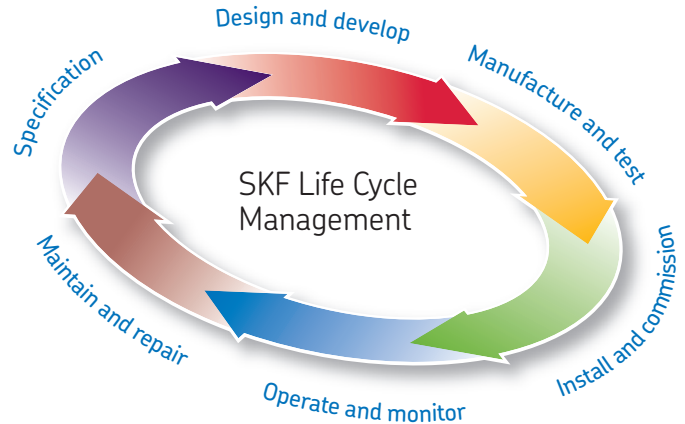 Design and develop
Manufacture and test
Install and commission
Operate and monitor
Maintain and repair
Specification
SKF Life Cycle
Management